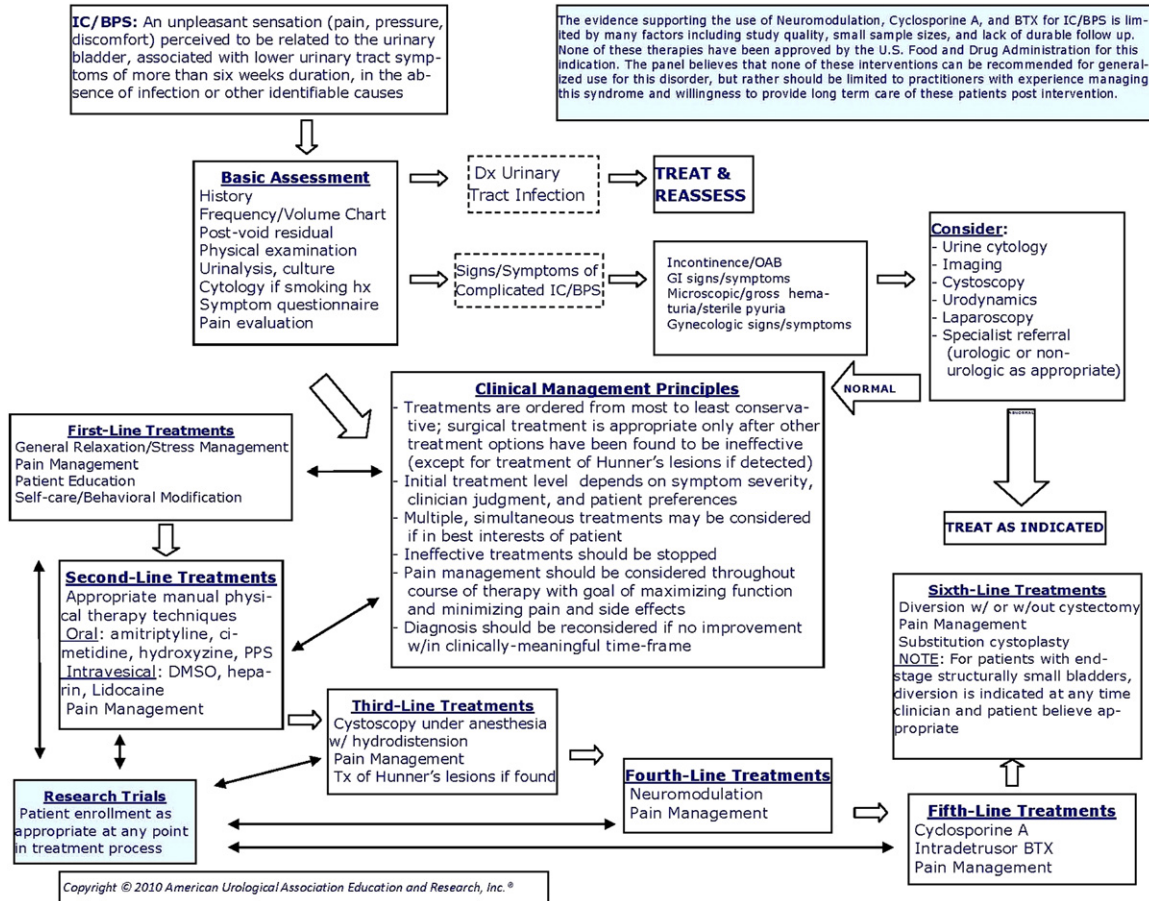 IC/BPS: An unpleasant sensation (pain, pressure,
discomfort) perceived to be related to the urinary
bladder, associated with lower urinary tract symp-
toms of more than six weeks duration, in the ab-
sence of infection or other identifiable causes
The evidence supporting the use of Neuromodulation, Cyclosporine A, and BTX for IC/BPS is lim-
ited by many factors including study quality, small sample sizes, and lack of durable follow up.
None of these therapies have been approved by the U.S. Food and Drug Administration for this
indication. The panel believes that none of these interventions can be recommended for general-
ized use for this disorder, but rather should be limited to practitioners with experience managing
this syndrome and willingness to provide long term care of these patients post intervention.
Basic Assessment
History
Frequency/Volume Chart
Post-void residual
Physical examination
Urinalysis, culture
Cytology if smoking hx
Symptom questionnaire
Pain evaluation
Dx Urinary
Tract Infection
TREAT &
REASSESS
Signs/Symptoms of
Complicated IC/BPS
Incontinence/OAB
GI signs/symptoms
Microscopic/gross hema-
turia/sterile pyuria
Gynecologic signs/symptoms
Consider:
- Urine cytology
- Imaging
- Cystoscopy
- Urodynamics
- Laparoscopy
- Specialist referral
(urologic or non-
urologic as appropriate)
NORMAL
TREAT AS INDICATED
Clinical Management Principles
- Treatments are ordered from most to least conserva-
tive; surgical treatment is appropriate only after other
treatment options have been found to be ineffective
(except for treatment of Hunner's lesions if detected)
- Initial treatment level depends on symptom severity,
clinician judgment, and patient preferences
- Multiple, simultaneous treatments may be considered
if in best interests of patient
- Ineffective treatments should be stopped
- Pain management should be considered throughout
course of therapy with goal of maximizing function
and minimizing pain and side effects
- Diagnosis should be reconsidered if no improvement
w/in clinically-meaningful time-frame
First-Line Treatments
General Relaxation/Stress Management
Pain Management
Patient Education
Self-care/Behavioral Modification
Second-Line Treatments
Appropriate manual physi-
cal therapy techniques
Oral: amitriptyline, ci-
metidine, hydroxyzine, PPS
Intravesical: DMSO, hepa-
rin, Lidocaine
Pain Management
Third-Line Treatments
Cystoscopy under anesthesia
w/ hydrodistension
Pain Management
Tx of Hunner's lesions if found
Fourth-Line Treatments
Neuromodulation
Pain Management
Fifth-Line Treatments
Cyclosporine A
Intradetrusor BTX
Pain Management
Sixth-Line Treatments
Diversion w/ or w/out cystectomy
Pain Management
Substitution cystoplasty
NOTE: For patients with end-
stage structurally small bladders,
diversion is indicated at any time
clinician and patient believe ap-
propriate
Research Trials
Patient enrollment as
appropriate at any point
in treatment process
Copyright © 2010 American Urological Association Education and Research, Inc.®